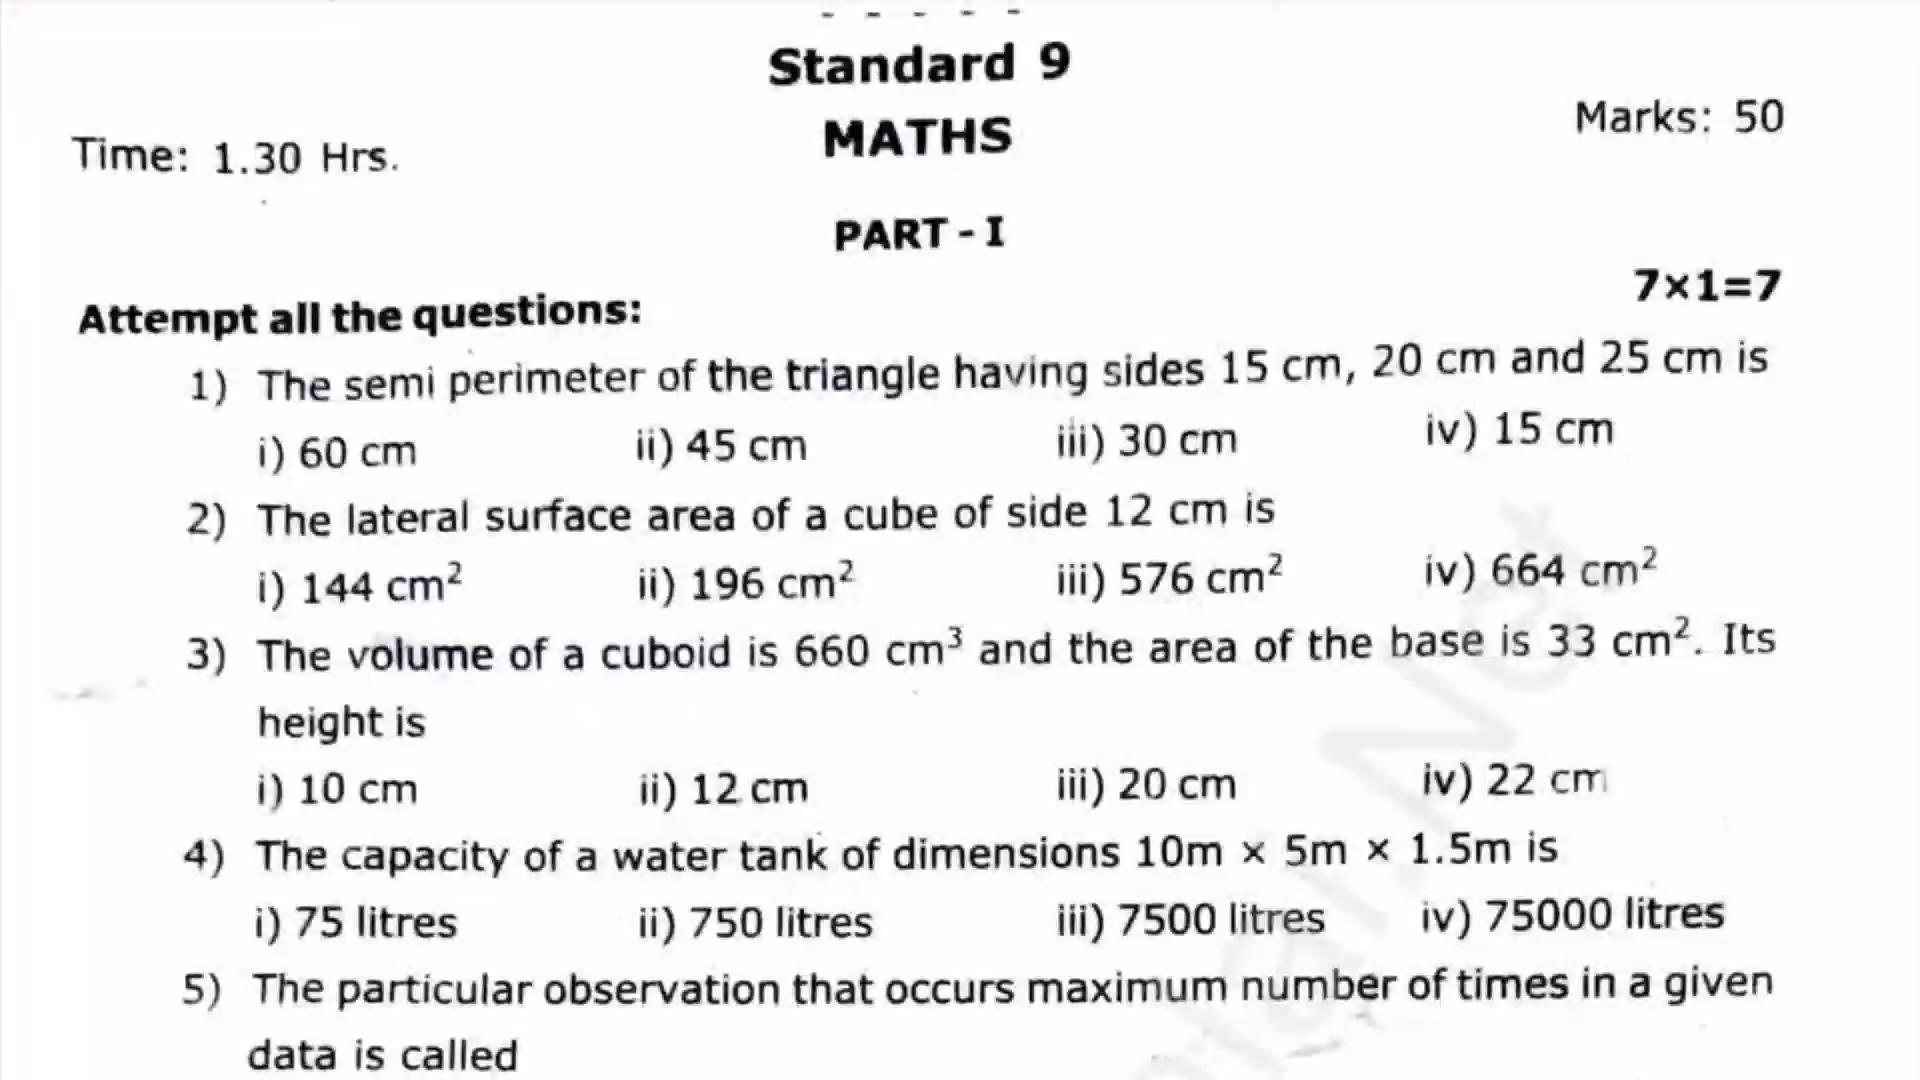 Standard 9
MATHS
Marks: 50
Time: 1.30 Hrs.
PART - I
7×1=7
Attempt all the questions:
1) The semi perimeter of the triangle having sides 15 cm, 20 cm and 25 cm is
i) 60 cm ii) 45 cm iii) 30 cm iv) 15 cm
2) The lateral surface area of a cube of side 12 cm is
i) 144 cm² ii) 196 cm² iii) 576 cm² iv) 664 cm²
3) The volume of a cuboid is 660 cm³ and the area of the base is 33 cm². Its
height is
i) 10 cm ii) 12 cm iii) 20 cm iv) 22 cm
4) The capacity of a water tank of dimensions 10m × 5m × 1.5m is
i) 75 litres ii) 750 litres iii) 7500 litres iv) 75000 litres
5) The particular observation that occurs maximum number of times in a given
data is called